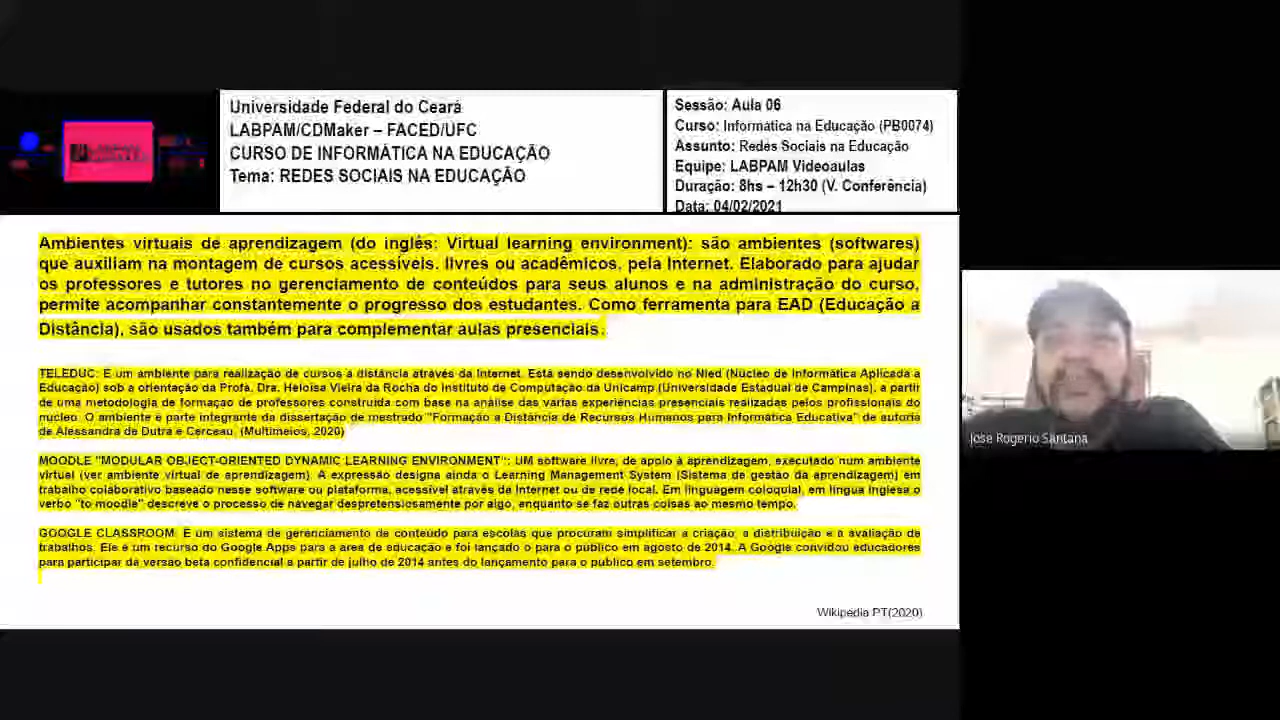 Universidade Federal do Ceará
LABPAM/CDMaker – FACED/UFC
CURSO DE INFORMÁTICA NA EDUCAÇÃO
Tema: REDES SOCIAIS NA EDUCAÇÃO
Sessão: Aula 06
Curso: Informática na Educação (PB0074)
Assunto: Redes Sociais na Educação
Equipe: LABPAM Videoaulas
Duração: 8hs – 12h30 (V. Conferência)
Data: 04/02/2021
Ambientes virtuais de aprendizagem (do inglês: Virtual learning environment): são ambientes (softwares)
que auxiliam na montagem de cursos acessíveis, livres ou acadêmicos, pela Internet. Elaborado para ajudar
os professores e tutores no gerenciamento de conteúdos para seus alunos e na administração do curso,
permite acompanhar constantemente o progresso dos estudantes. Como ferramenta para EAD (Educação a
Distância), são usados também para complementar aulas presenciais.
TELEDUC: É um ambiente para realização de cursos a distância através da Internet. Está sendo desenvolvido no Nied (Núcleo de Informática Aplicada a
Educação) sob a orientação da Profa. Dra. Heloísa Vieira da Rocha do Instituto de Computação da Unicamp (Universidade Estadual de Campinas), a partir
de uma metodologia de formação de professores construída com base na análise das várias experiências presenciais realizadas pelos profissionais do
núcleo. O ambiente é parte integrante da dissertação de mestrado "Formação a Distância de Recursos Humanos para Informática Educativa" de autoria
de Alessandra de Dutra e Cerceau. (Multimeios, 2020)
MOODLE "MODULAR OBJECT-ORIENTED DYNAMIC LEARNING ENVIRONMENT": UM software livre, de apoio à aprendizagem, executado num ambiente
virtual (ver ambiente virtual de aprendizagem). A expressão designa ainda o Learning Management System (Sistema de gestão da aprendizagem) em
trabalho colaborativo baseado nesse software ou plataforma, acessível através da Internet ou de rede local. Em linguagem coloquial, em língua inglesa o
verbo "to moodle" descreve o processo de navegar despretensiosamente por algo, enquanto se faz outras coisas ao mesmo tempo.
GOOGLE CLASSROOM: É um sistema de gerenciamento de conteúdo para escolas que procuram simplificar a criação, a distribuição e a avaliação de
trabalhos. Ele é um recurso do Google Apps para a área de educação e foi lançado o para o público em agosto de 2014. A Google convidou educadores
para participar da versão beta confidencial a partir de julho de 2014 antes do lançamento para o público em setembro.
Wikipedia PT(2020)
Jose Rogerio Santana